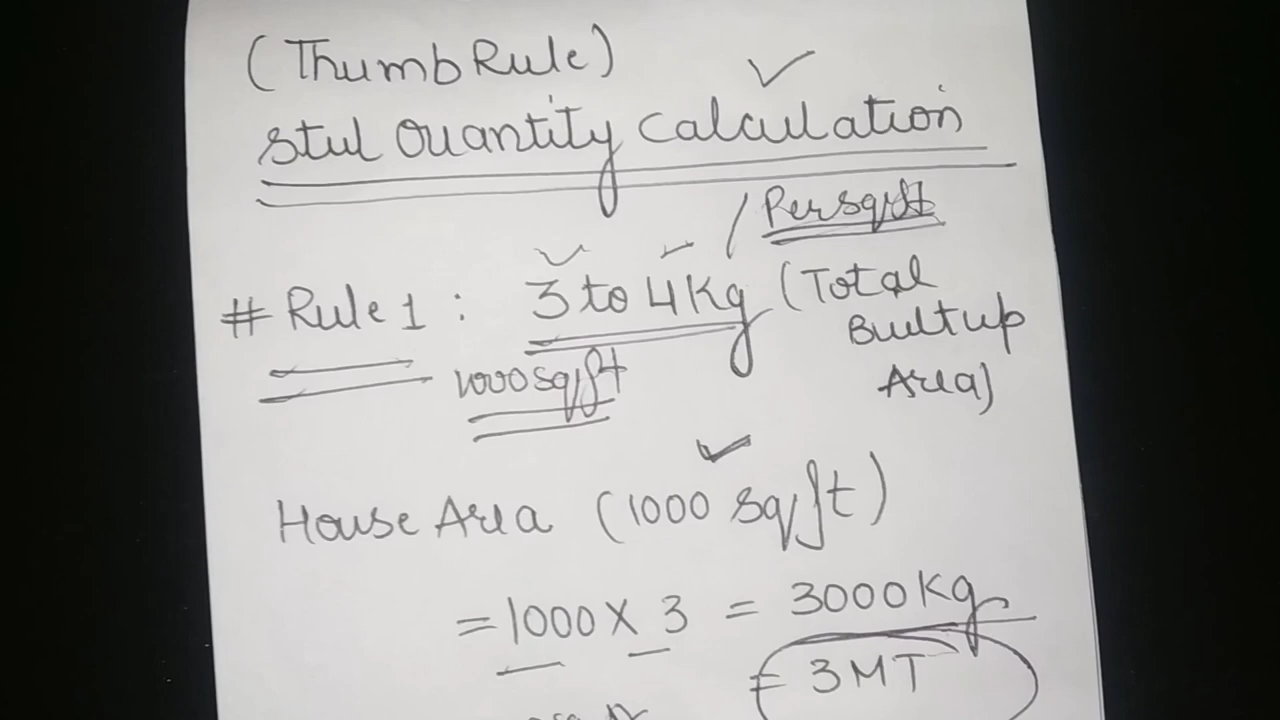 (Thumb Rule)
Steel Quantity Calculation
/ Per sqft
# Rule 1 : 3 to 4 Kg (Total
Builtup
Area)
1000 sqft
House Area (1000 sqft)
= 1000 X 3 = 3000 Kg
= 3 MT